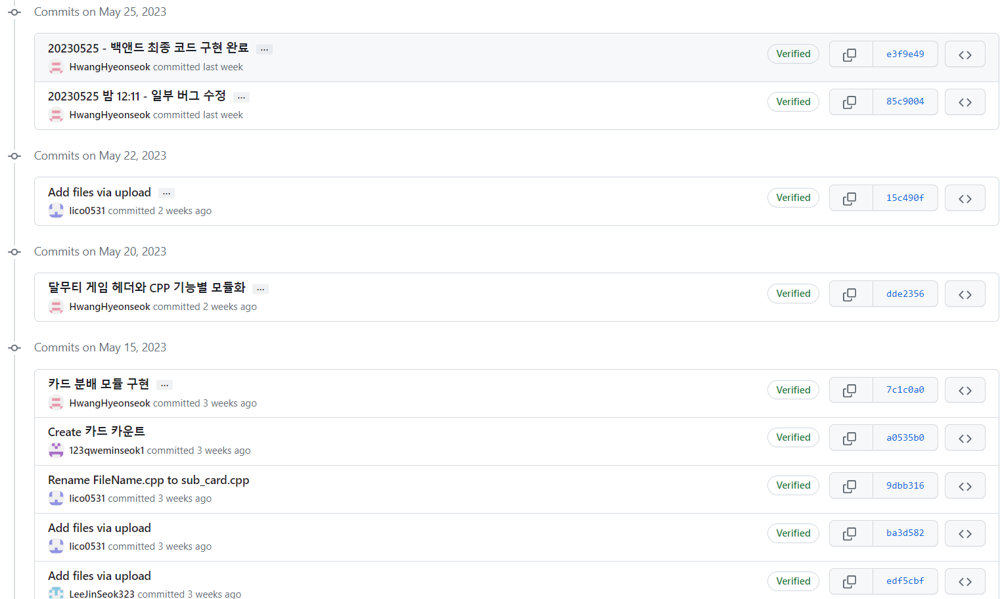 Commits on May 25, 2023
20230525 - 백앤드 최종 코드 구현 완료 ...
HwangHyeonseok committed last week
Verified
e3f9e49
20230525 밤 12:11 - 일부 버그 수정 ...
HwangHyeonseok committed last week
Verified
85c9004
Commits on May 22, 2023
Add files via upload ...
lico0531 committed 2 weeks ago
Verified
15c490f
Commits on May 20, 2023
달무티 게임 헤더와 CPP 기능별 모듈화 ...
HwangHyeonseok committed 2 weeks ago
Verified
dde2356
Commits on May 15, 2023
카드 분배 모듈 구현 ...
HwangHyeonseok committed 3 weeks ago
Verified
7c1c0a0
Create 카드 카운트
123qweminseok1 committed 3 weeks ago
Verified
a0535b0
Rename FileName.cpp to sub_card.cpp
lico0531 committed 3 weeks ago
Verified
9dbb316
Add files via upload
lico0531 committed 3 weeks ago
Verified
ba3d582
Add files via upload
LeeJinSeok323 committed 3 weeks ago
Verified
edf5cbf